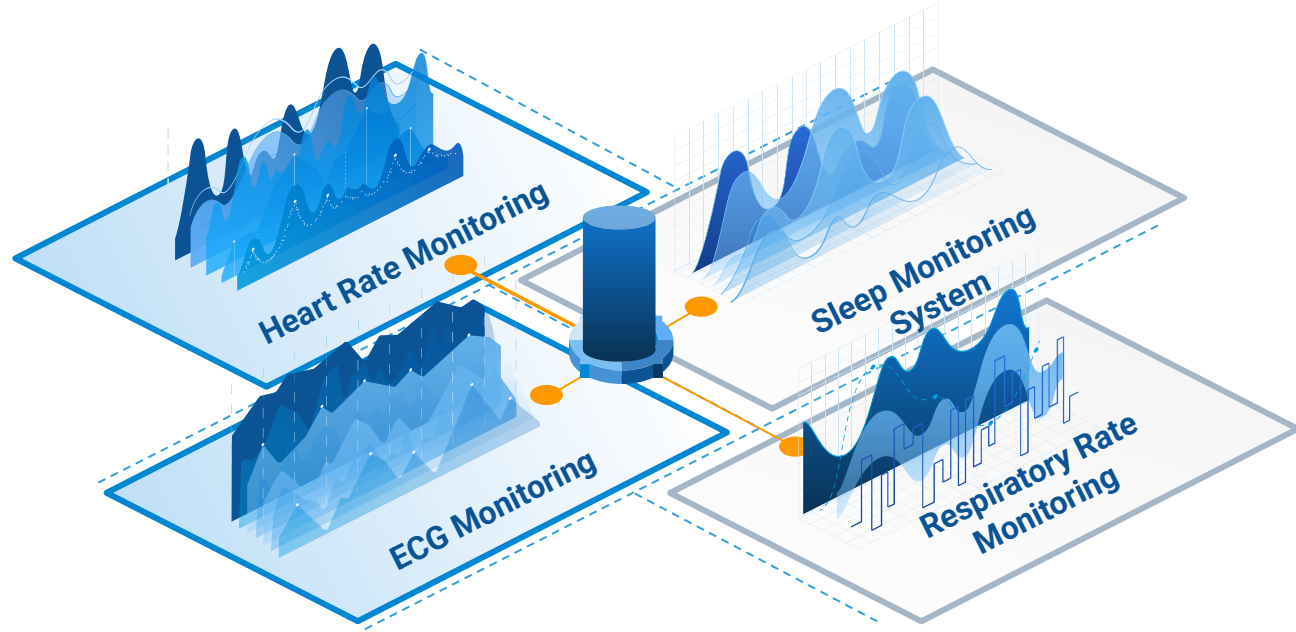 Heart Rate Monitoring
Sleep Monitoring
System
ECG Monitoring
Respiratory Rate
Monitoring